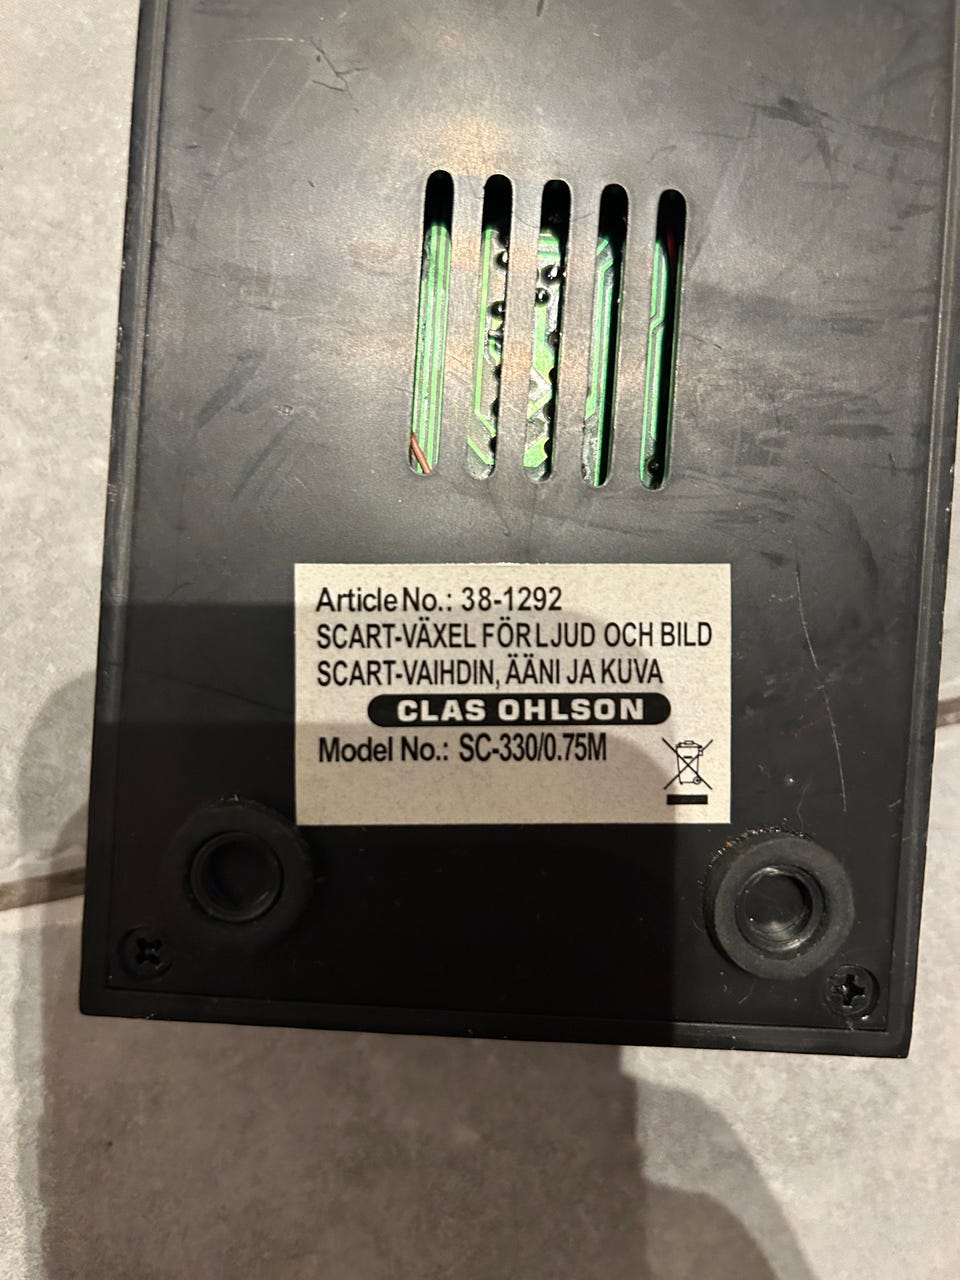 Article No.: 38-1292
SCART-VÄXEL FÖR LJUD OCH BILD
SCART-VAIHDIN, ÄÄNI JA KUVA
CLAS OHLSON
Model No.: SC-330/0.75M